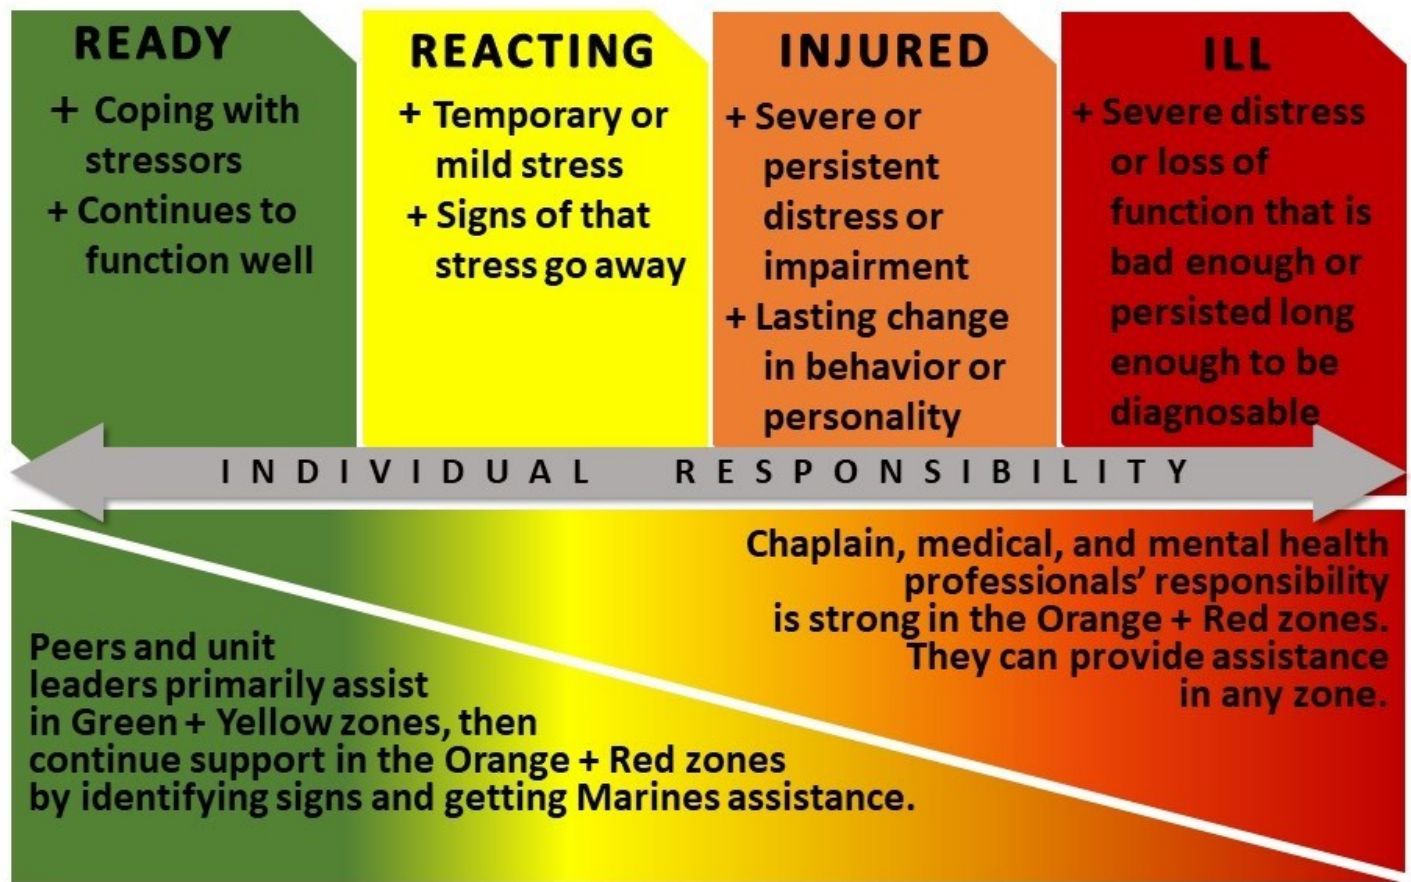 READY
+ Coping with
stressors
+ Continues to
function well
REACTING
+ Temporary or
mild stress
+ Signs of that
stress go away
INJURED
+ Severe or
persistent
distress or
impairment
+ Lasting change
in behavior or
personality
ILL
+ Severe distress
or loss of
function that is
bad enough or
persisted long
enough to be
diagnosable
INDIVIDUAL RESPONSIBILITY
Chaplain, medical, and mental health
professionals’ responsibility
is strong in the Orange + Red zones.
They can provide assistance
in any zone.
Peers and unit
leaders primarily assist
in Green + Yellow zones, then
continue support in the Orange + Red zones
by identifying signs and getting Marines assistance.